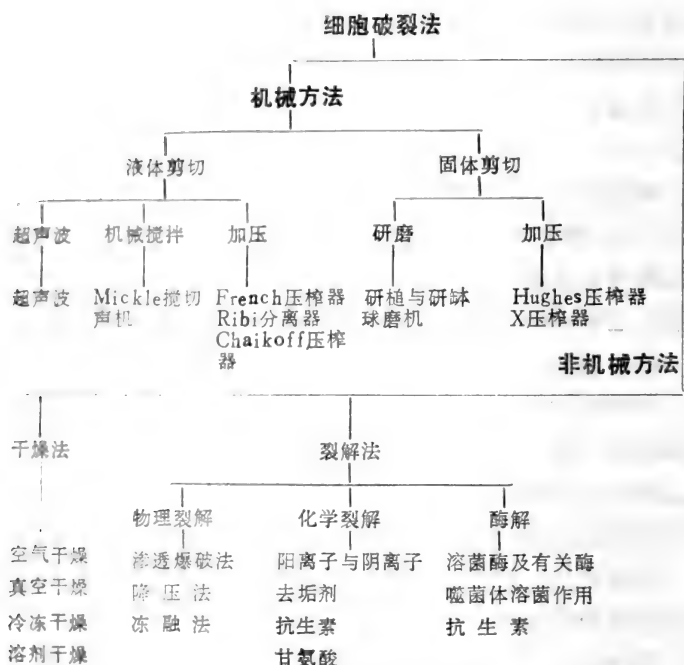 细胞破裂法
机械方法
液体剪切 固体剪切
超声波 机械搅拌 加压 研磨 加压
超声波 Mickle搅切 French压榨器 研槌与研缽 Hughes压榨器
声机 Ribi分离器 球磨机 X压榨器
Chaikoff压榨
器
非机械方法
干燥法 裂解法
物理裂解 化学裂解 酶解
空气干燥 渗透爆破法 阳离子与阴离子 溶菌酶及有关酶
真空干燥 降压法 去垢剂 噬菌体溶菌作用
冷冻干燥 冻融法 抗生素 抗生素
溶剂干燥 甘氨酸